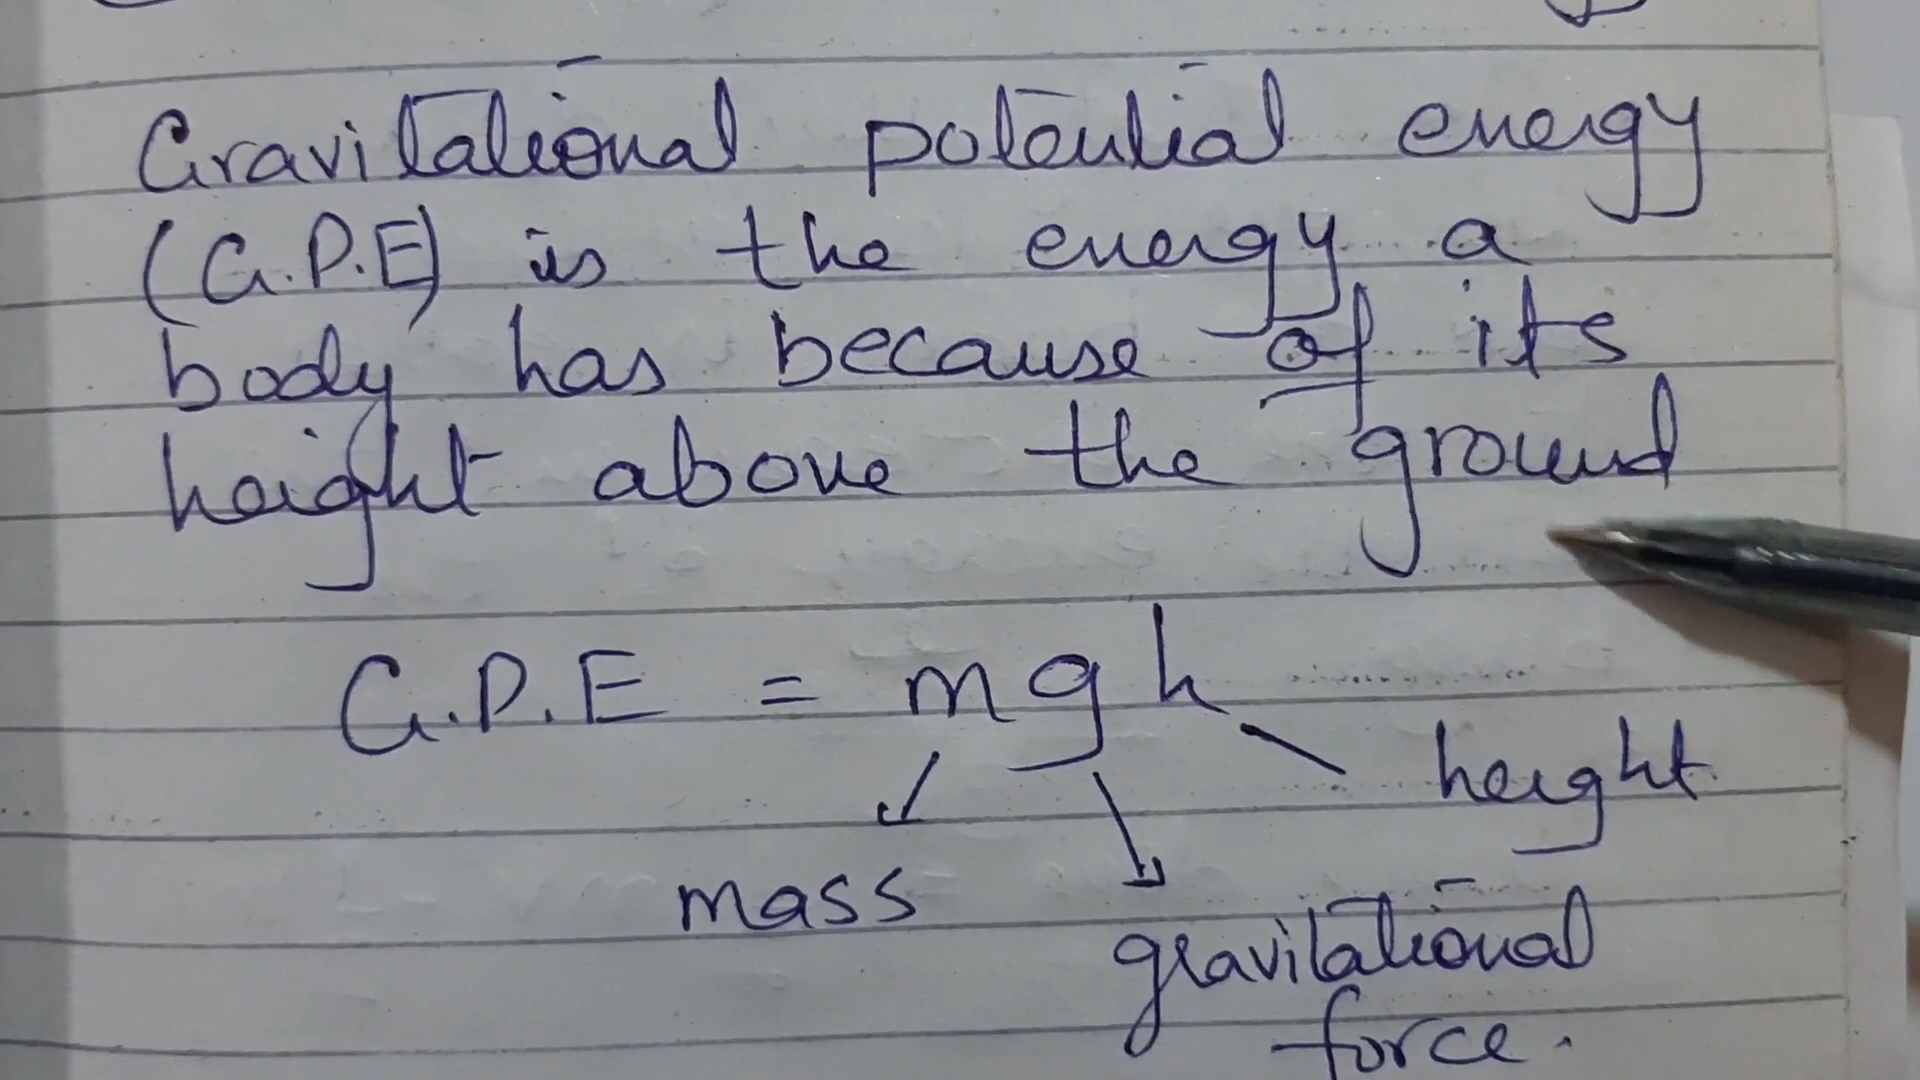 Gravitational potential energy
(G.P.E) is the energy a
body has because of its
height above the ground
G.P.E = mgh
height
mass
gravitational
force.